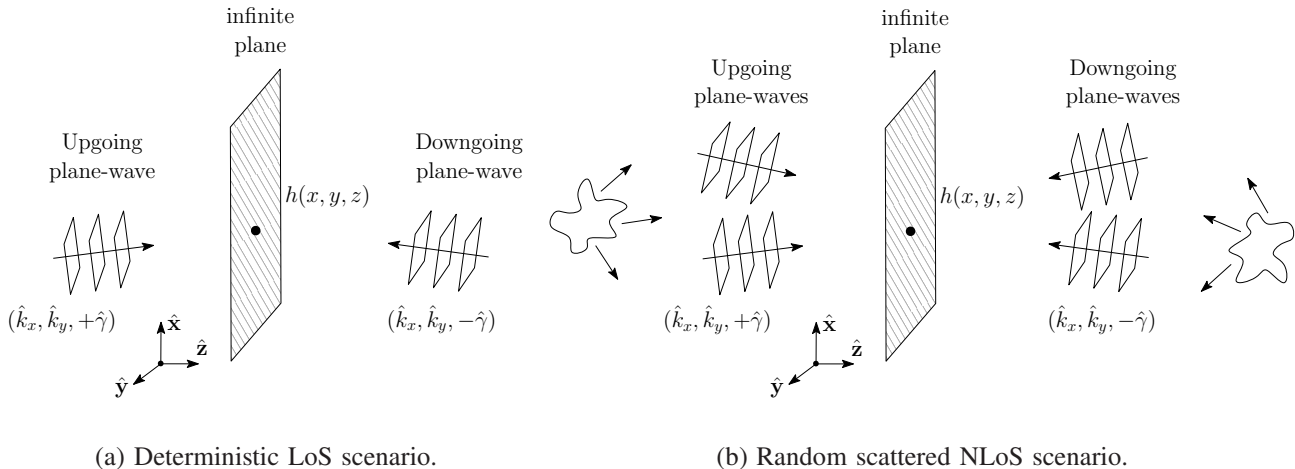 infinite
plane
Upgoing
plane-wave
Downgoing
plane-wave
h(x, y, z)
(k̂ₓ, k̂ᵧ, +γ̂)
(k̂ₓ, k̂ᵧ, −γ̂)
x̂
ẑ
ŷ
(a) Deterministic LoS scenario.
infinite
plane
Upgoing
plane-waves
Downgoing
plane-waves
h(x, y, z)
(k̂ₓ, k̂ᵧ, +γ̂)
(k̂ₓ, k̂ᵧ, −γ̂)
x̂
ẑ
ŷ
(b) Random scattered NLoS scenario.